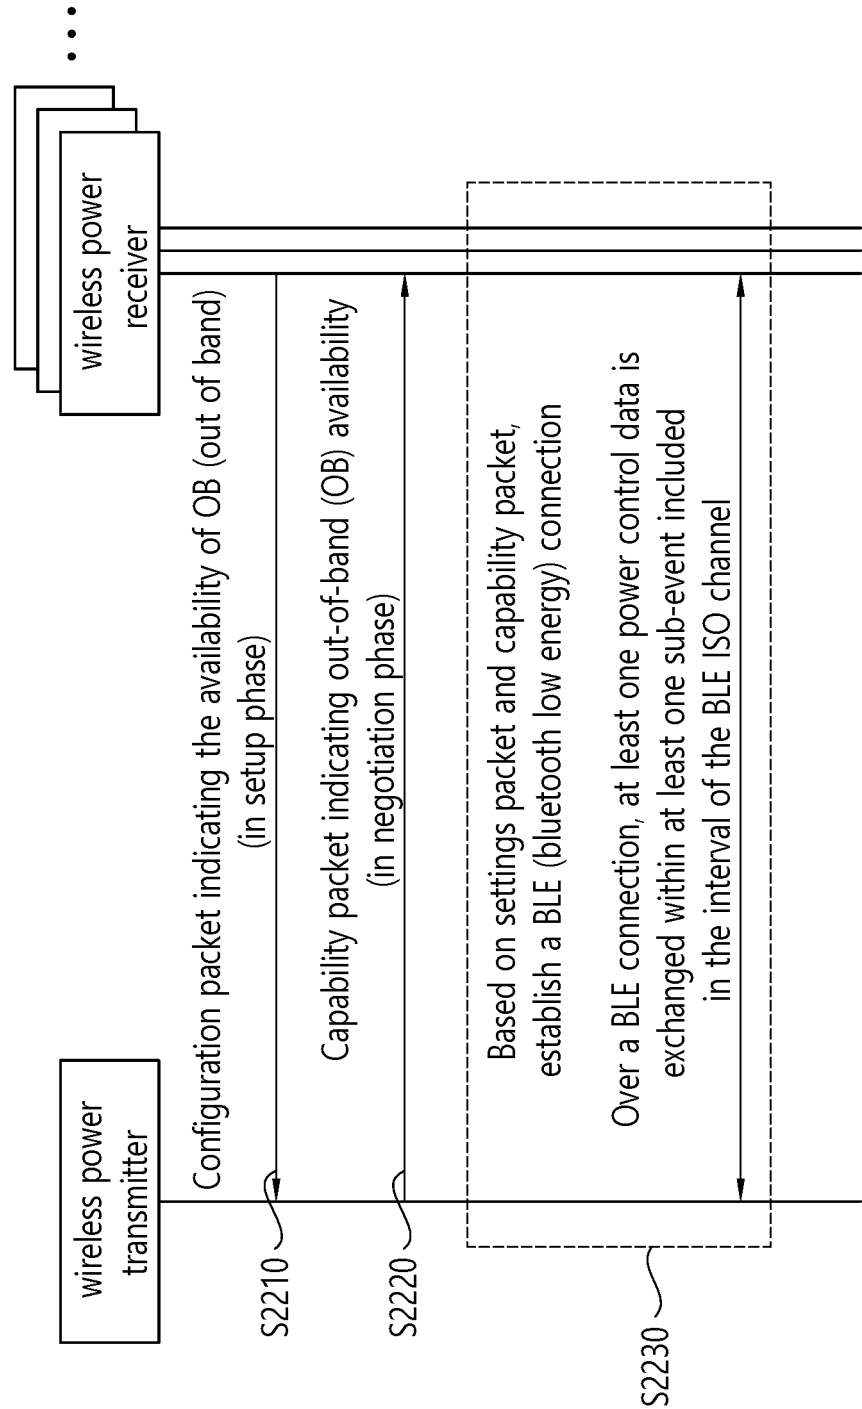 wireless power
transmitter
wireless power
receiver
Configuration packet indicating the availability of OB (out of band)
(in setup phase)
S2210
Capability packet indicating out-of-band (OB) availability
(in negotiation phase)
S2220
Based on settings packet and capability packet,
establish a BLE (bluetooth low energy) connection
Over a BLE connection, at least one power control data is
exchanged within at least one sub-event included
in the interval of the BLE ISO channel
S2230